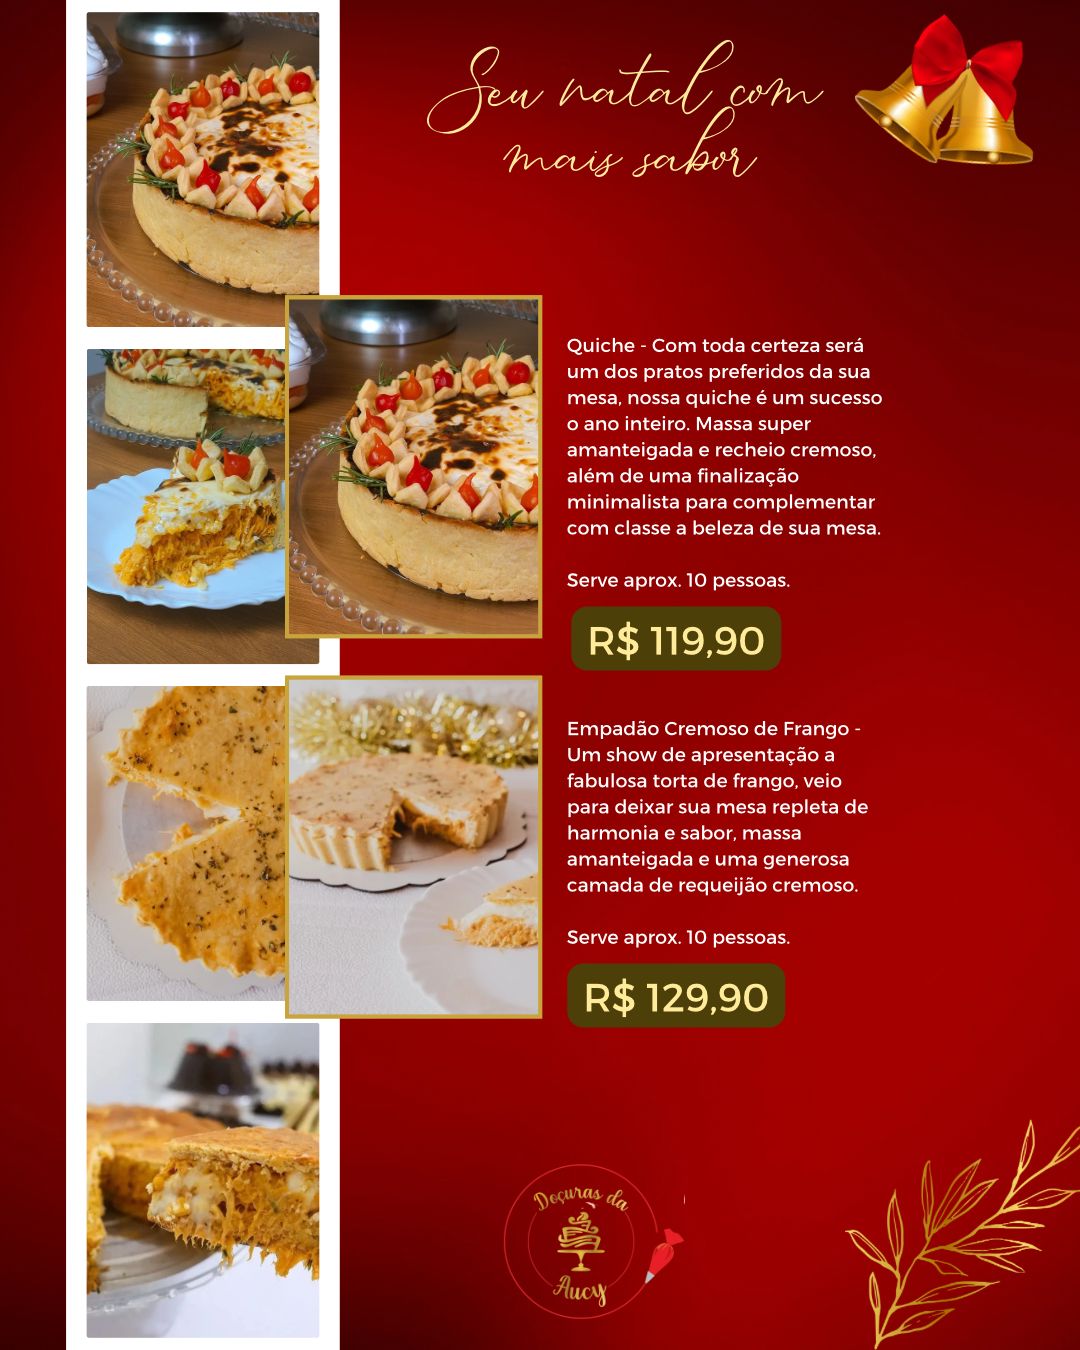 Seu natal com
mais sabor
Quiche - Com toda certeza será
um dos pratos preferidos da sua
mesa, nossa quiche é um sucesso
o ano inteiro. Massa super
amanteigada e recheio cremoso,
além de uma finalização
minimalista para complementar
com classe a beleza de sua mesa.
Serve aprox. 10 pessoas.
R$ 119,90
Empadão Cremoso de Frango -
Um show de apresentação a
fabulosa torta de frango, veio
para deixar sua mesa repleta de
harmonia e sabor, massa
amanteigada e uma generosa
camada de requeijão cremoso.
Serve aprox. 10 pessoas.
R$ 129,90
Doçuras da
Aucy